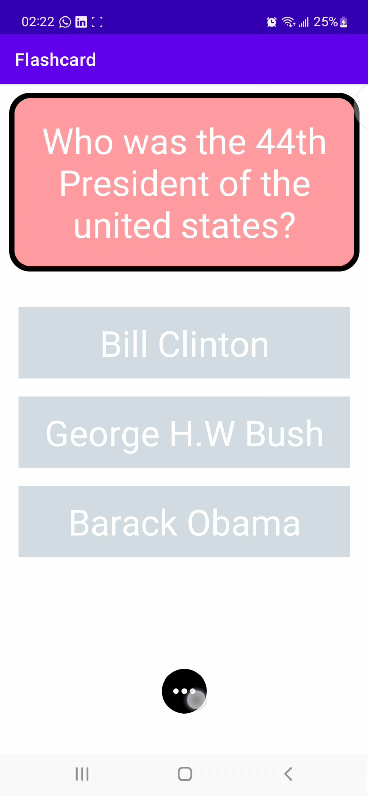 02:22 25%
Flashcard
Who was the 44th
President of the
united states?
Bill Clinton
George H.W Bush
Barack Obama